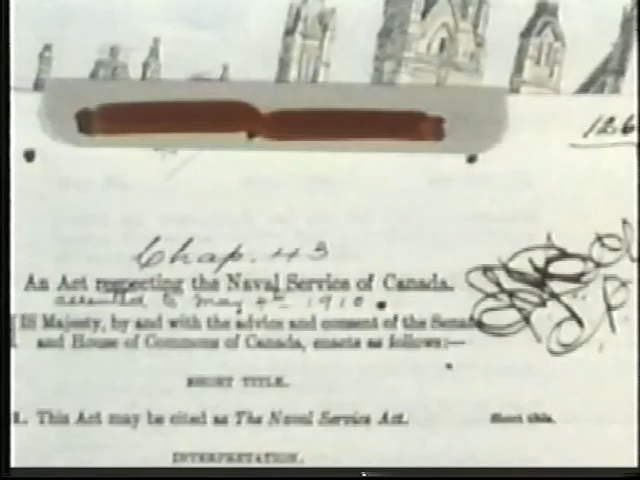 126
Chap. 43
An Act respecting the Naval Service of Canada.
assented to May 4th 1910
HIS Majesty, by and with the advice and consent of the Senate
and House of Commons of Canada, enacts as follows:—
SHORT TITLE.
1. This Act may be cited as The Naval Service Act. Short title.
INTERPRETATION.